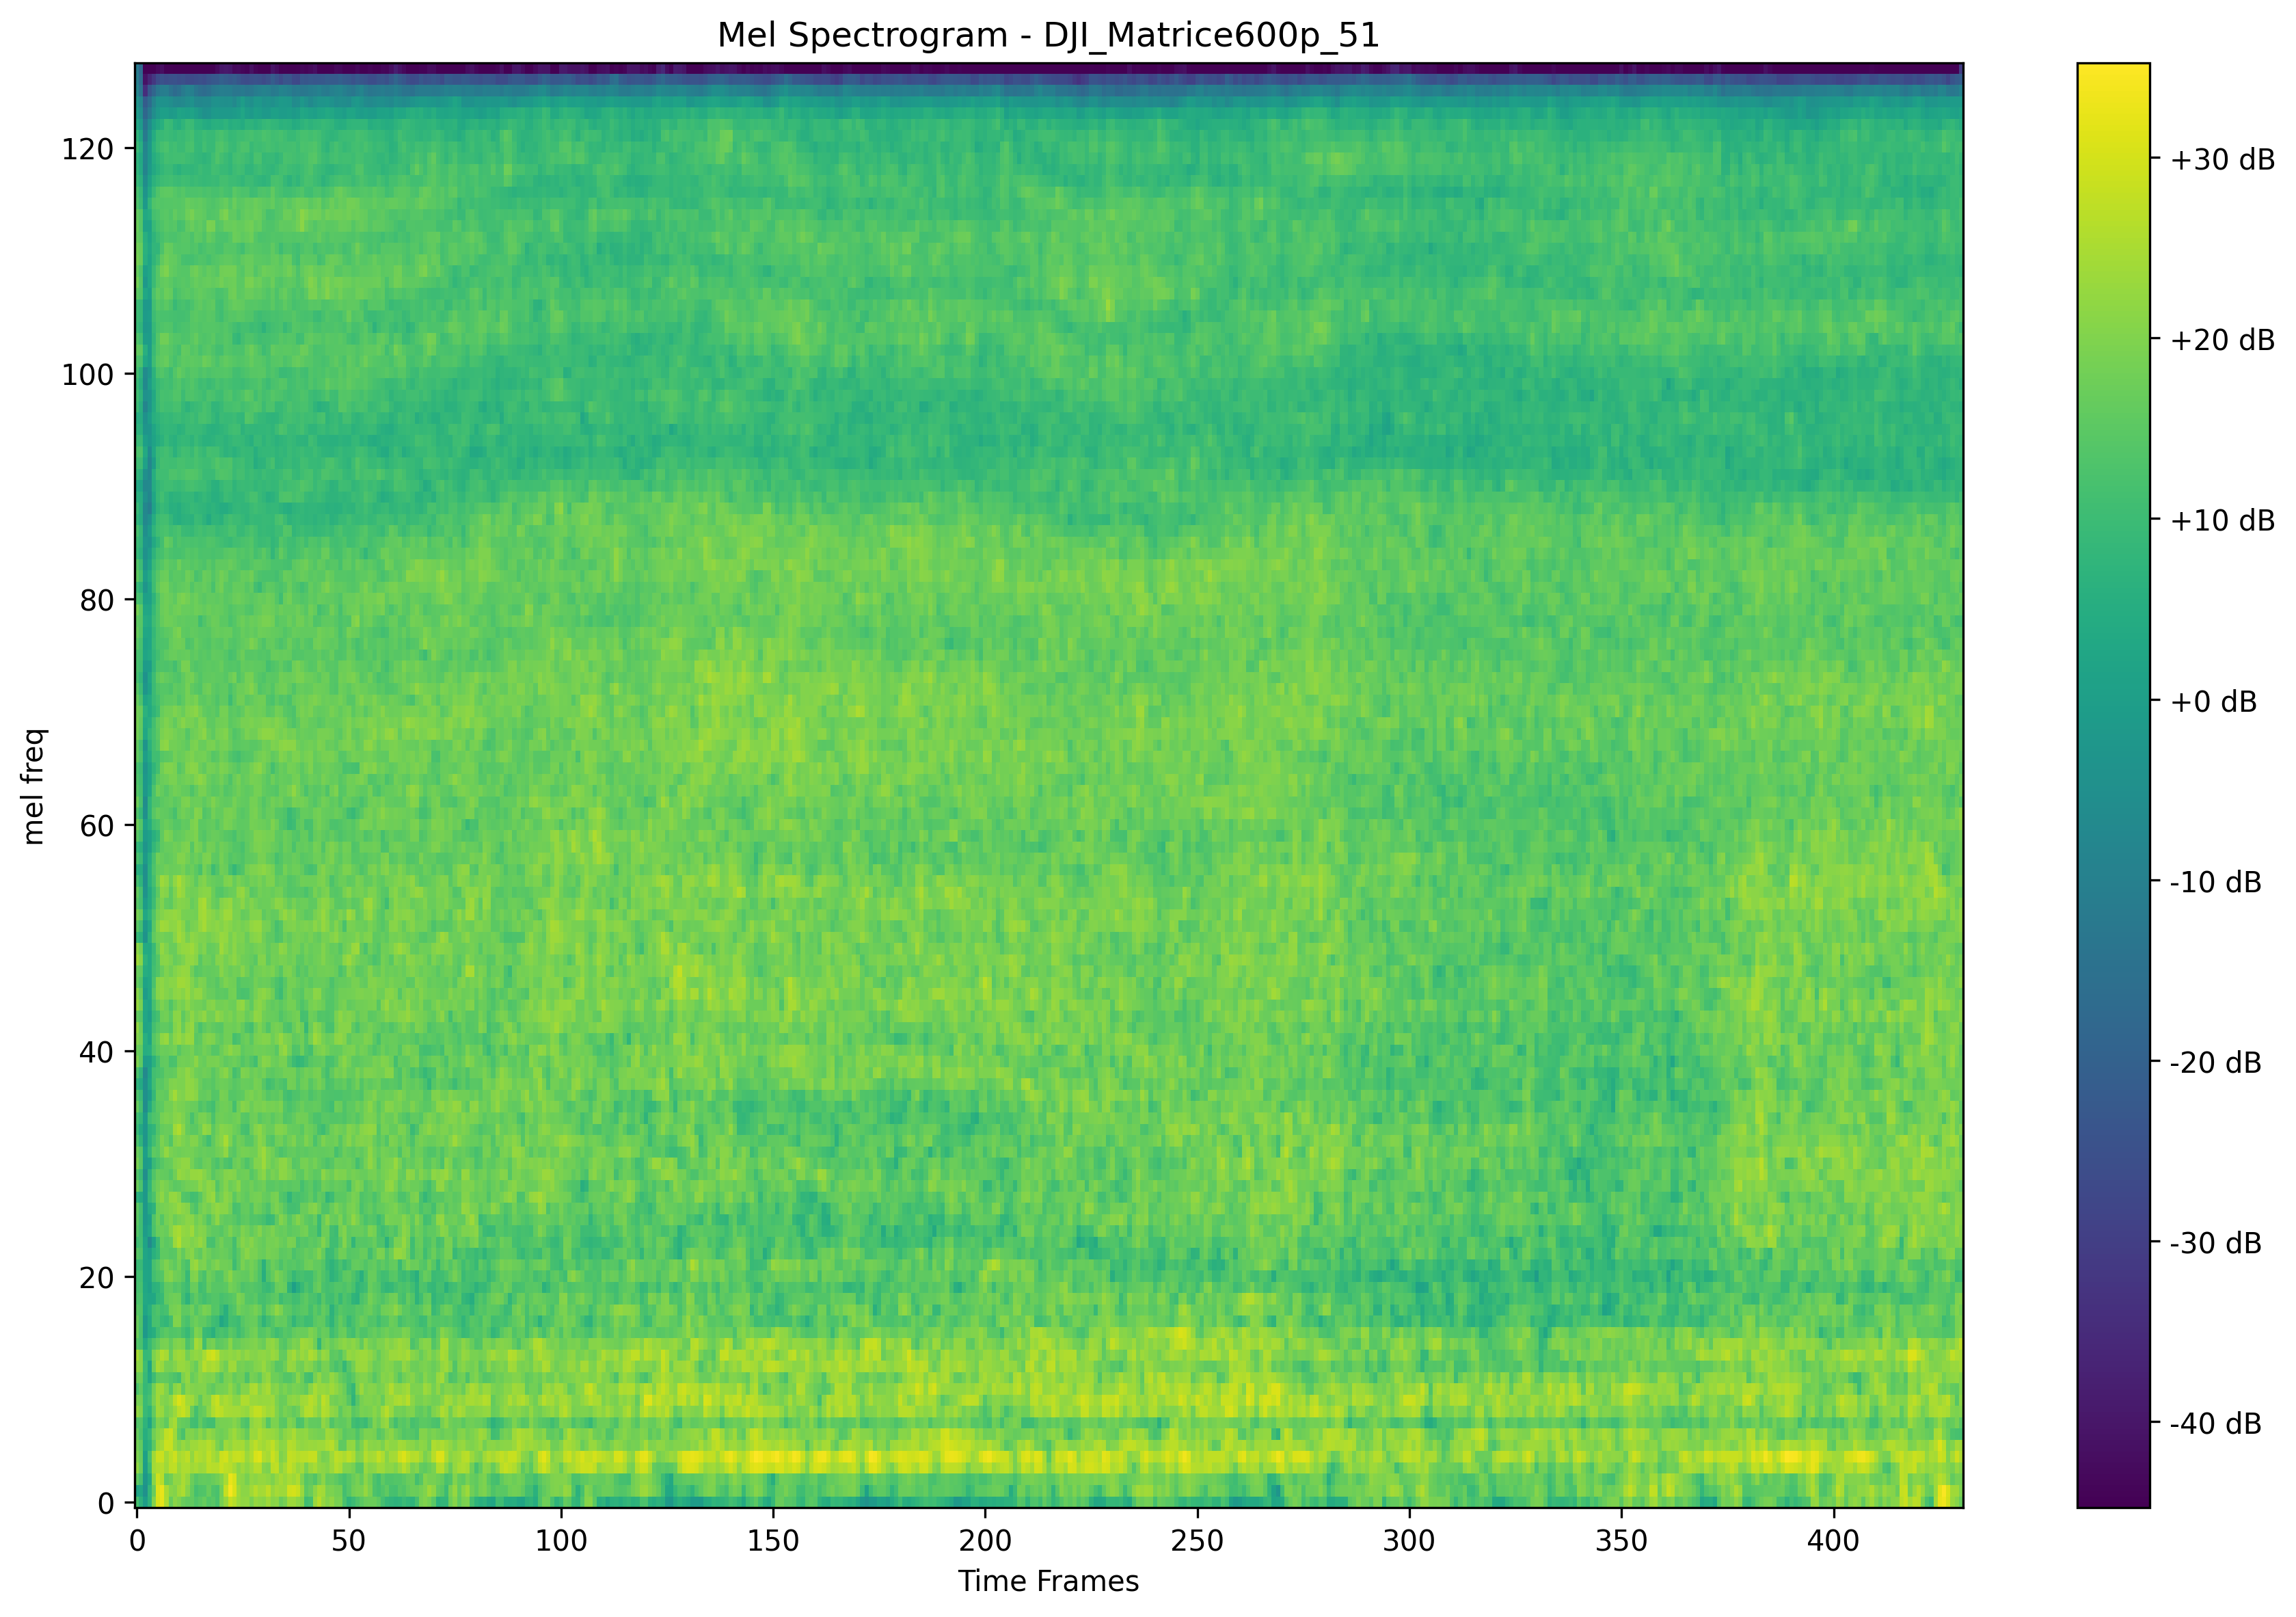 Mel Spectrogram - DJI_Matrice600p_51
mel freq
120
100
80
60
40
20
0
0 50 100 150 200 250 300 350 400
Time Frames
+30 dB
+20 dB
+10 dB
+0 dB
-10 dB
-20 dB
-30 dB
-40 dB